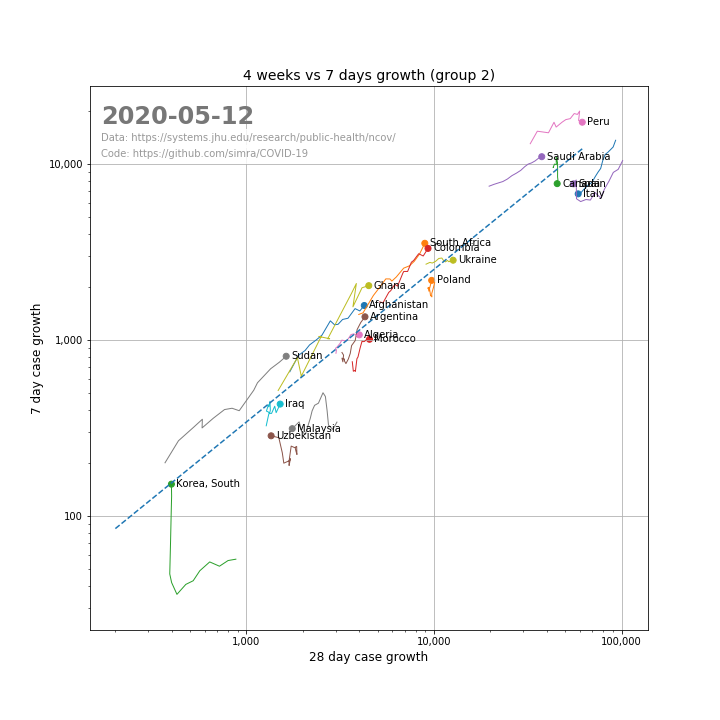 4 weeks vs 7 days growth (group 2)
2020-05-12
Data: https://systems.jhu.edu/research/public-health/ncov/
Code: https://github.com/simra/COVID-19
Peru
Saudi Arabia
Canada
Spain
Italy
South Africa
Colombia
Ukraine
Poland
Ghana
Afghanistan
Argentina
Algeria
Morocco
Sudan
Iraq
Malaysia
Uzbekistan
Korea, South
10,000
1,000
100
7 day case growth
1,000
10,000
100,000
28 day case growth